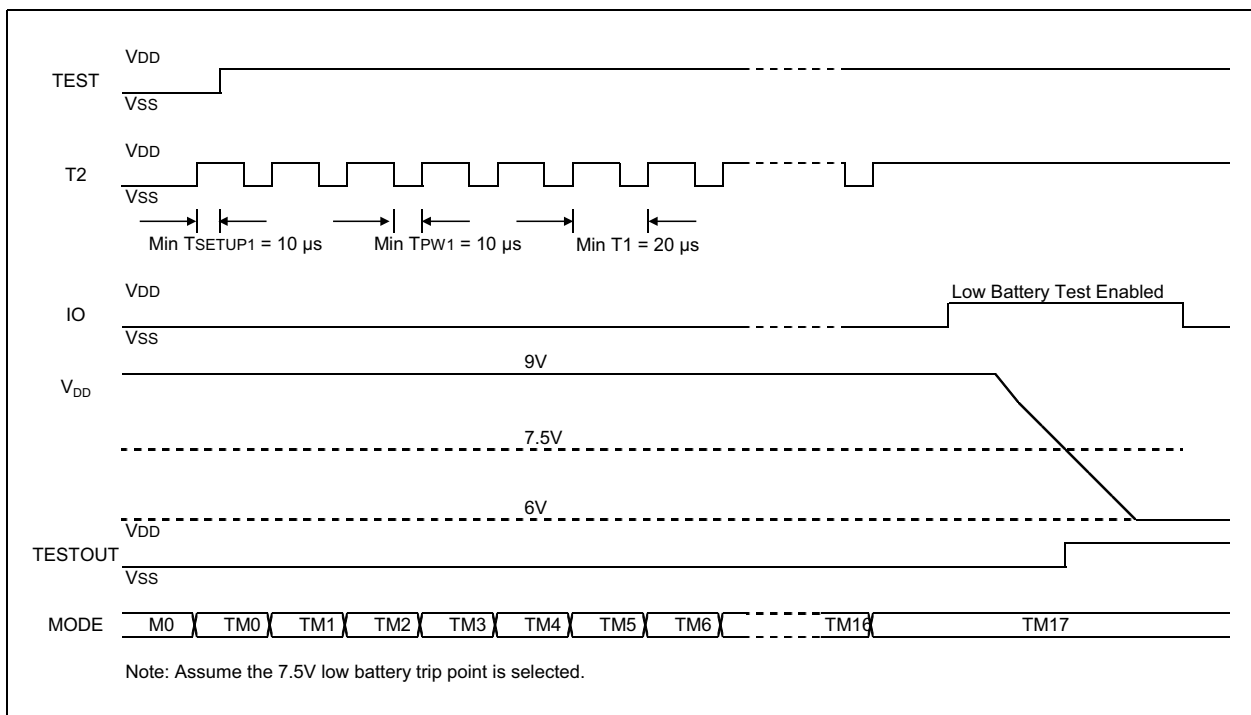 VDD
TEST
VSS
VDD
T2
VSS
Min TSETUP1 = 10 µs
Min TPW1 = 10 µs
Min T1 = 20 µs
VDD
Low Battery Test Enabled
IO
VSS
9V
VDD
7.5V
6V
VDD
TESTOUT
VSS
MODE M0 TM0 TM1 TM2 TM3 TM4 TM5 TM6 TM16 TM17
Note: Assume the 7.5V low battery trip point is selected.